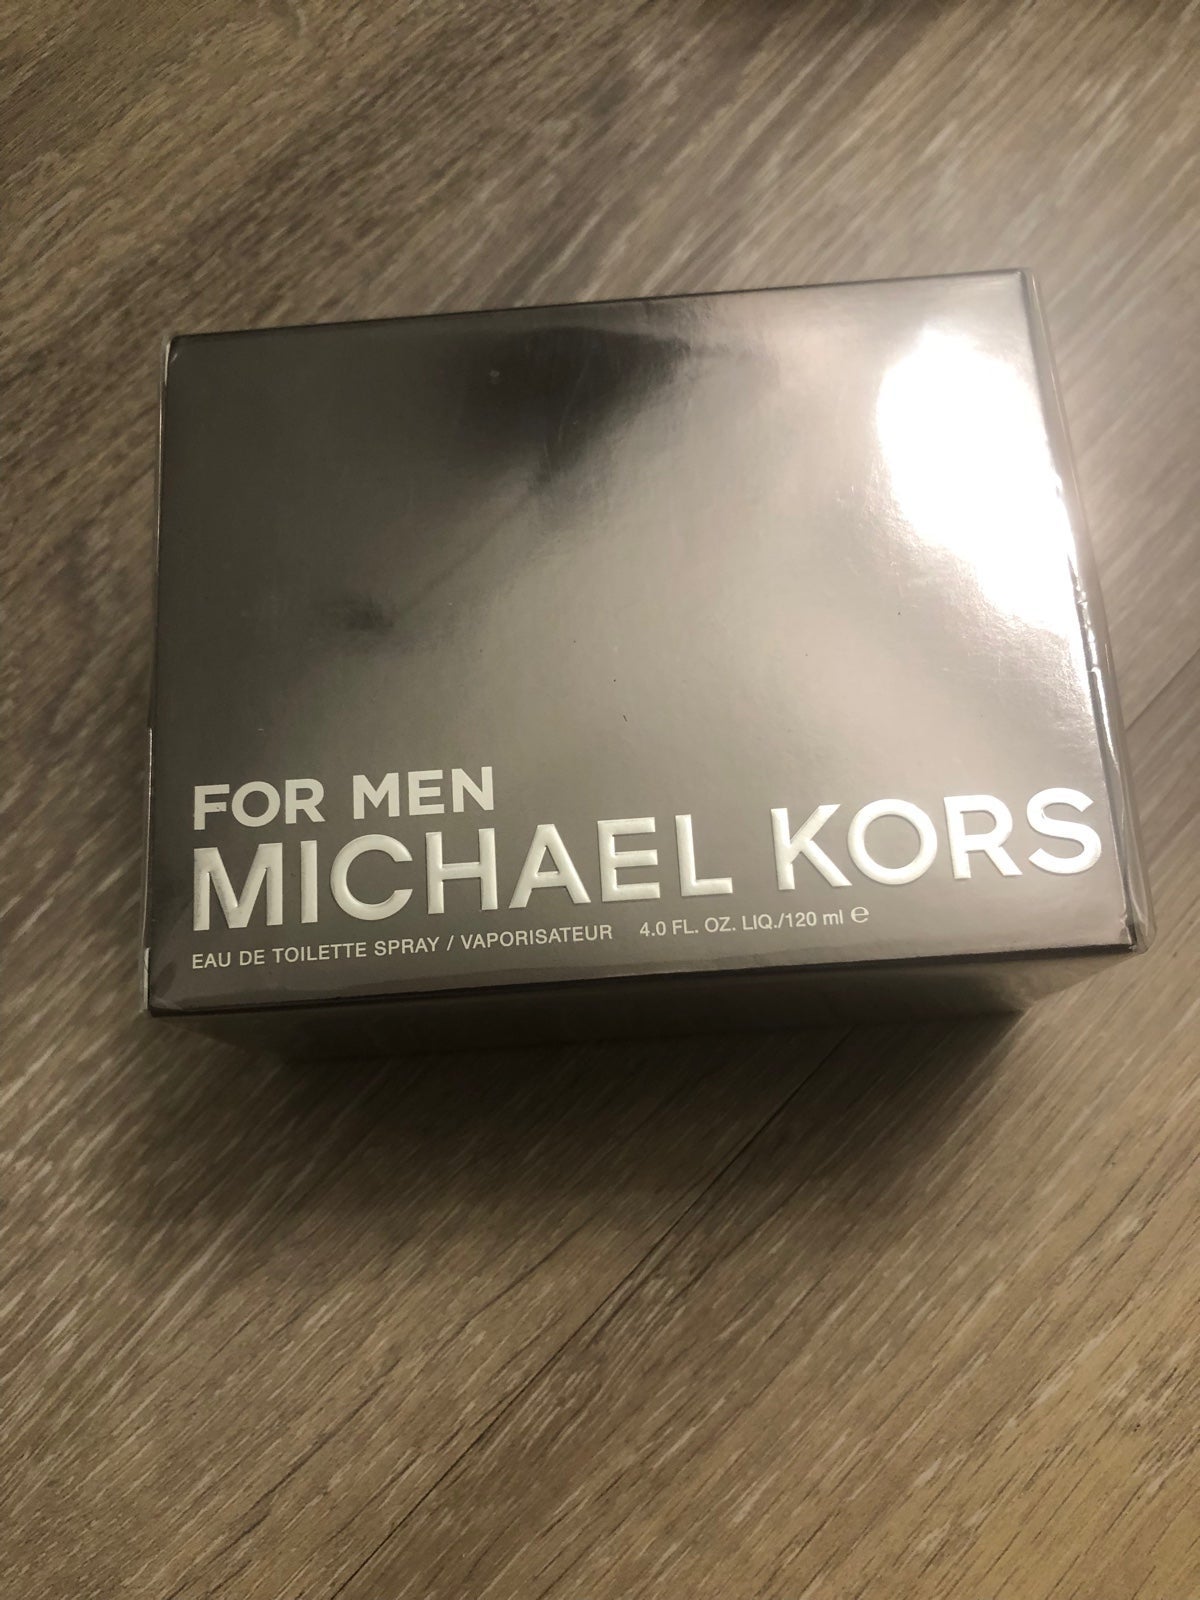 FOR MEN
MICHAEL KORS
EAU DE TOILETTE SPRAY / VAPORISATEUR 4.0 FL. OZ. LIQ./120 ml ℮